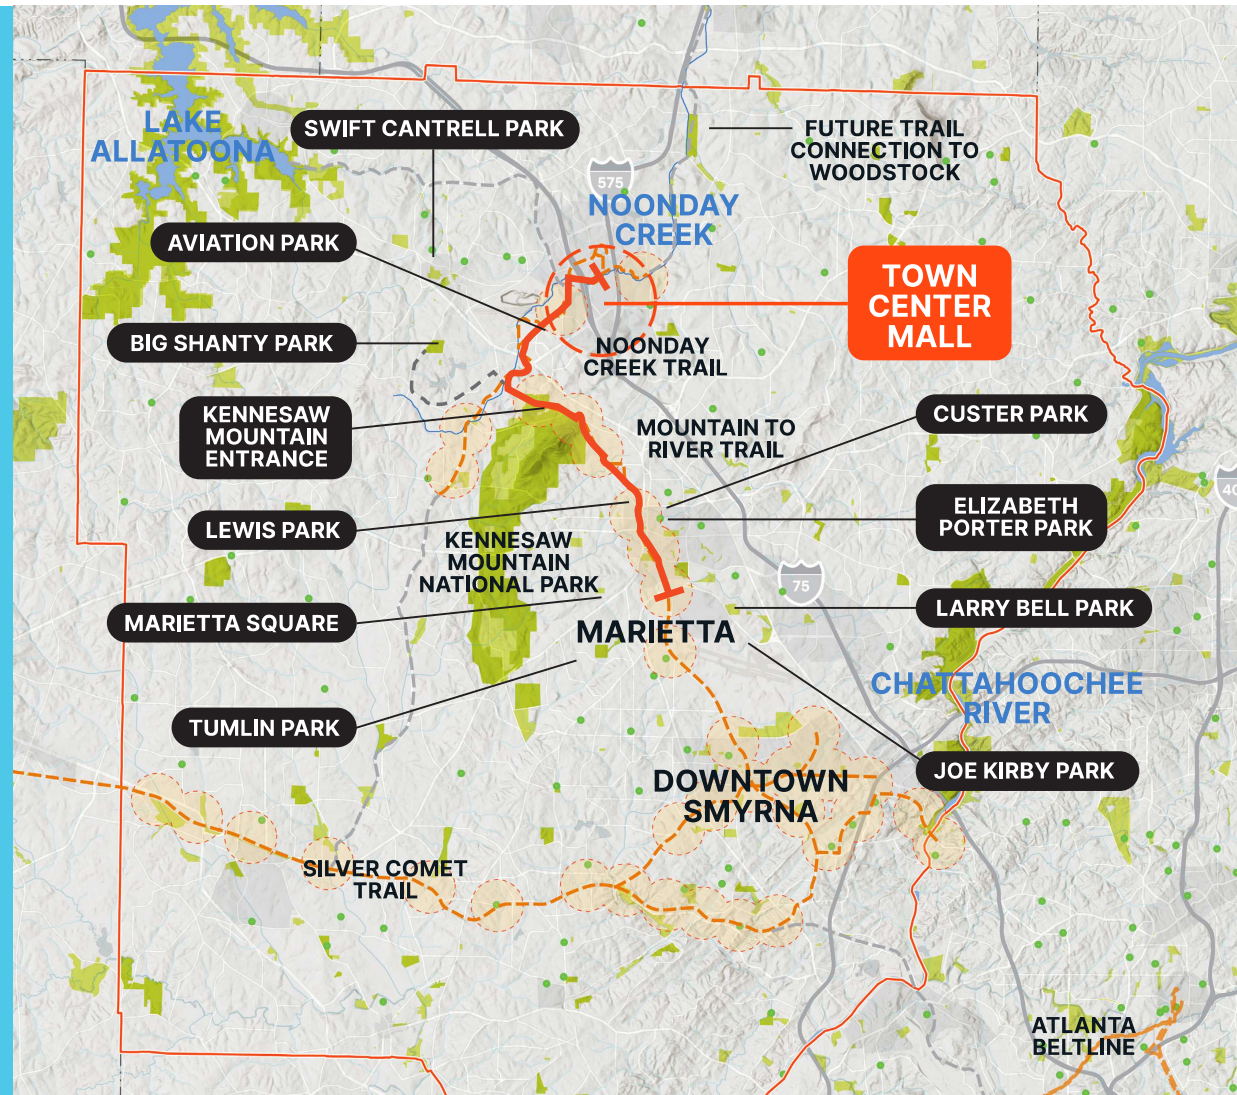 LAKE
ALLATOONA
SWIFT CANTRELL PARK
FUTURE TRAIL
CONNECTION TO
WOODSTOCK
575
NOONDAY
CREEK
AVIATION PARK
TOWN
CENTER
MALL
BIG SHANTY PARK
NOONDAY
CREEK TRAIL
KENNESAW
MOUNTAIN
ENTRANCE
MOUNTAIN TO
RIVER TRAIL
CUSTER PARK
40
LEWIS PARK
ELIZABETH
PORTER PARK
KENNESAW
MOUNTAIN
NATIONAL PARK
75
MARIETTA SQUARE
MARIETTA
LARRY BELL PARK
CHATTAHOOCHEE
RIVER
TUMLIN PARK
JOE KIRBY PARK
DOWNTOWN
SMYRNA
SILVER COMET
TRAIL
ATLANTA
BELTLINE